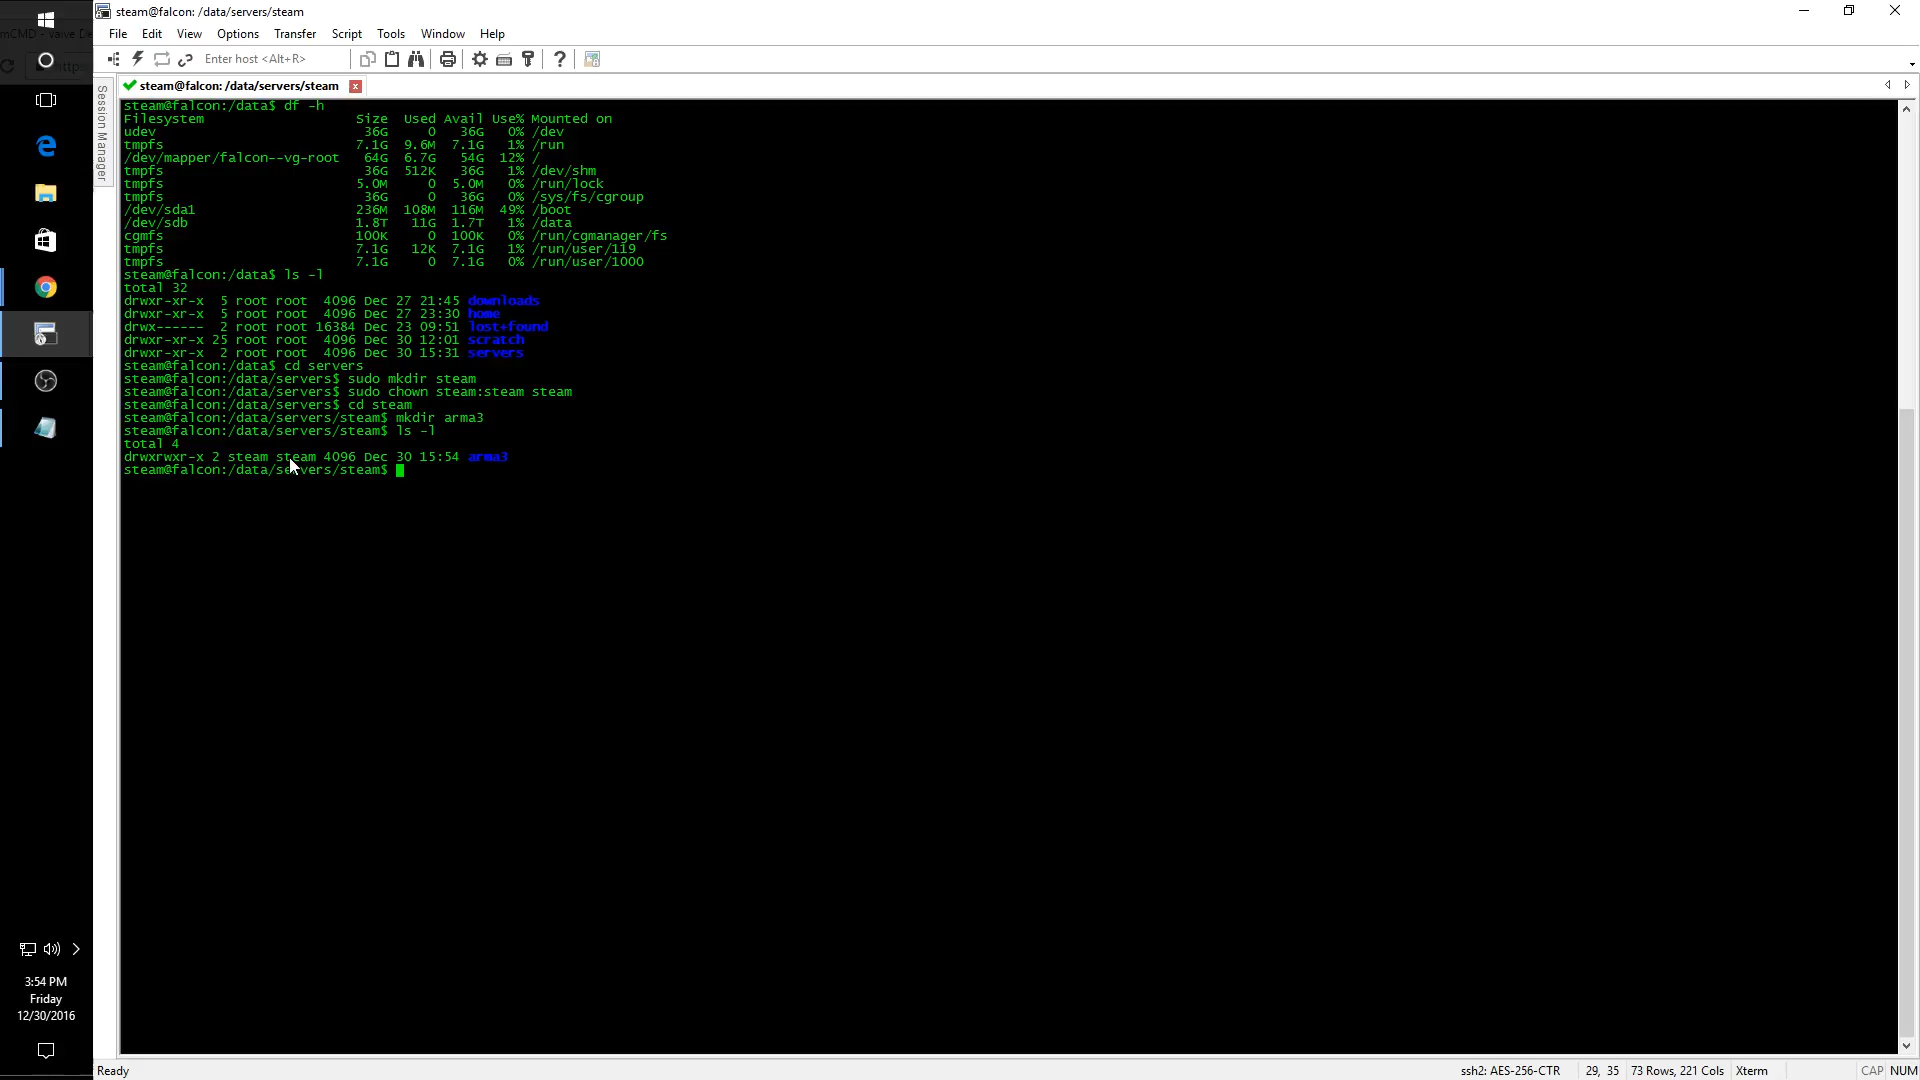 steam@falcon: /data/servers/steam
File Edit View Options Transfer Script Tools Window Help
Enter host <Alt+R>
steam@falcon: /data/servers/steam
Session Manager
steam@falcon:/data$ df -h
Filesystem Size Used Avail Use% Mounted on
udev 36G 0 36G 0% /dev
tmpfs 7.1G 9.6M 7.1G 1% /run
/dev/mapper/falcon--vg-root 64G 6.7G 54G 12% /
tmpfs 36G 512K 36G 1% /dev/shm
tmpfs 5.0M 0 5.0M 0% /run/lock
tmpfs 36G 0 36G 0% /sys/fs/cgroup
/dev/sda1 236M 108M 116M 49% /boot
/dev/sdb 1.8T 11G 1.7T 1% /data
cgmfs 100K 0 100K 0% /run/cgmanager/fs
tmpfs 7.1G 12K 7.1G 1% /run/user/119
tmpfs 7.1G 0 7.1G 0% /run/user/1000
steam@falcon:/data$ ls -l
total 32
drwxr-xr-x 5 root root 4096 Dec 27 21:45 downloads
drwxr-xr-x 5 root root 4096 Dec 27 23:30 home
drwx------ 2 root root 16384 Dec 23 09:51 lost+found
drwxr-xr-x 25 root root 4096 Dec 30 12:01 scratch
drwxr-xr-x 2 root root 4096 Dec 30 15:31 servers
steam@falcon:/data$ cd servers
steam@falcon:/data/servers$ sudo mkdir steam
steam@falcon:/data/servers$ sudo chown steam:steam steam
steam@falcon:/data/servers$ cd steam
steam@falcon:/data/servers/steam$ mkdir arma3
steam@falcon:/data/servers/steam$ ls -l
total 4
drwxrwxr-x 2 steam steam 4096 Dec 30 15:54 arma3
steam@falcon:/data/servers/steam$
3:54 PM
Friday
12/30/2016
Ready ssh2: AES-256-CTR 29, 35 73 Rows, 221 Cols Xterm CAP NUM